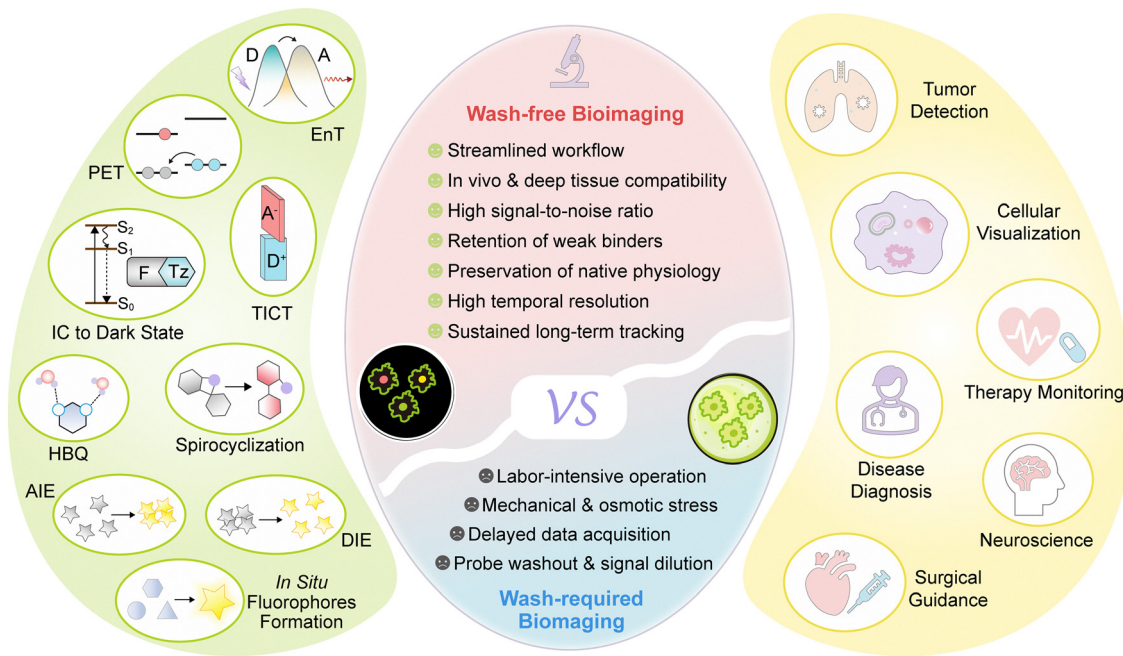 D
A
EnT
PET
A-
D+
TICT
S2
S1
S0
F
Tz
IC to Dark State
HBQ
Spirocyclization
AIE
DIE
In Situ
Fluorophores
Formation
Wash-free Bioimaging
Streamlined workflow
In vivo & deep tissue compatibility
High signal-to-noise ratio
Retention of weak binders
Preservation of native physiology
High temporal resolution
Sustained long-term tracking
VS
Labor-intensive operation
Mechanical & osmotic stress
Delayed data acquisition
Probe washout & signal dilution
Wash-required
Biomaging
Tumor
Detection
Cellular
Visualization
Therapy Monitoring
Disease
Diagnosis
Neuroscience
Surgical
Guidance